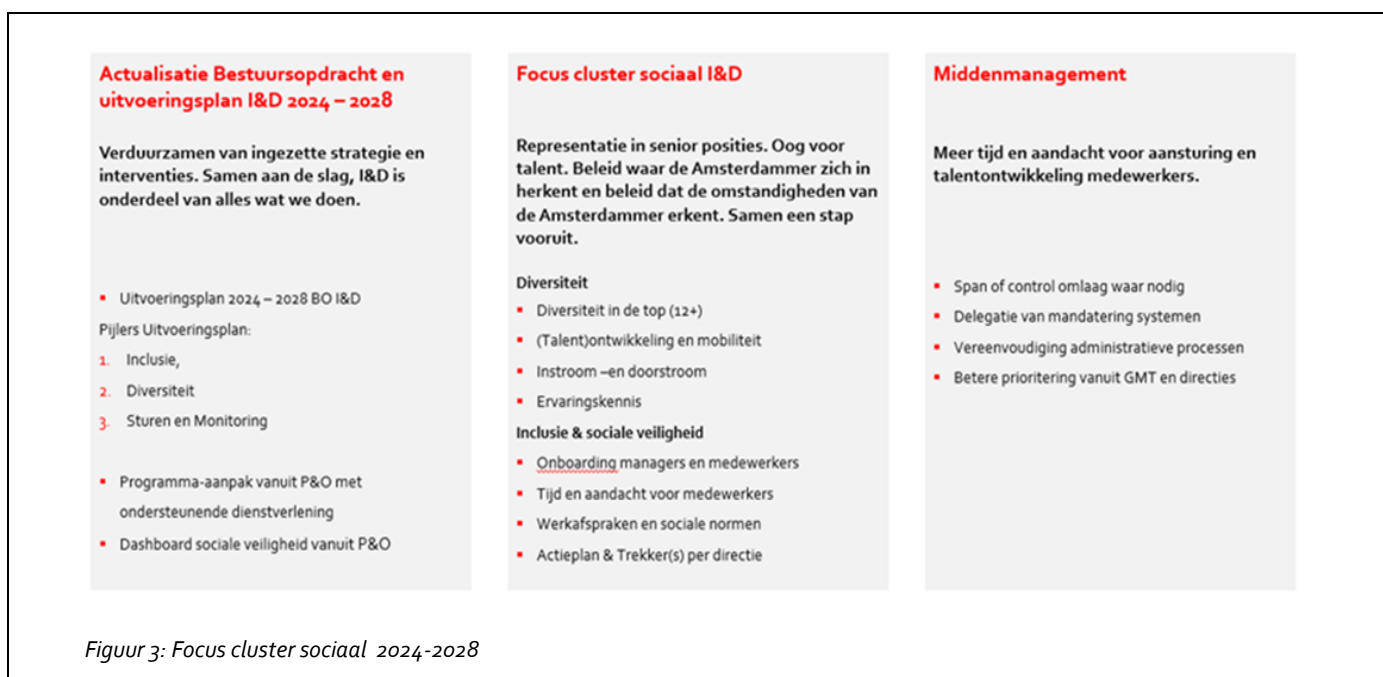 Actualisatie Bestuursopdracht en
uitvoeringsplan I&D 2024 – 2028
Verduurzamen van ingezette strategie en
interventies. Samen aan de slag, I&D is
onderdeel van alles wat we doen.
▪ Uitvoeringsplan 2024 – 2028 BO I&D
Pijlers Uitvoeringsplan:
1. Inclusie,
2. Diversiteit
3. Sturen en Monitoring
▪ Programma-aanpak vanuit P&O met
ondersteunende dienstverlening
▪ Dashboard sociale veiligheid vanuit P&O
Focus cluster sociaal I&D
Representatie in senior posities. Oog voor
talent. Beleid waar de Amsterdammer zich in
herkent en beleid dat de omstandigheden van
de Amsterdammer erkent. Samen een stap
vooruit.
Diversiteit
▪ Diversiteit in de top (12+)
▪ (Talent)ontwikkeling en mobiliteit
▪ Instroom –en doorstroom
▪ Ervaringskennis
Inclusie & sociale veiligheid
▪ Onboarding managers en medewerkers
▪ Tijd en aandacht voor medewerkers
▪ Werkafspraken en sociale normen
▪ Actieplan & Trekker(s) per directie
Middenmanagement
Meer tijd en aandacht voor aansturing en
talentontwikkeling medewerkers.
▪ Span of control omlaag waar nodig
▪ Delegatie van mandatering systemen
▪ Vereenvoudiging administratieve processen
▪ Betere prioritering vanuit GMT en directies
Figuur 3: Focus cluster sociaal 2024-2028